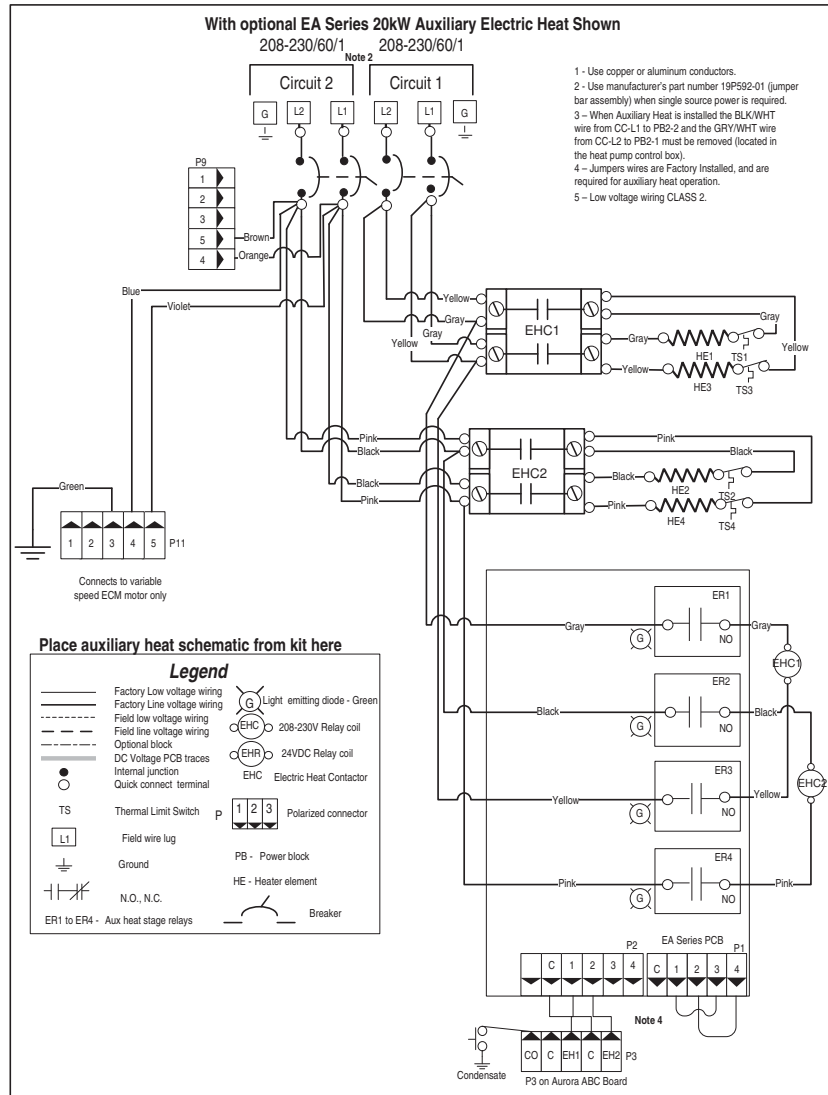 With optional EA Series 20kW Auxiliary Electric Heat Shown
208-230/60/1 208-230/60/1
Note 2
Circuit 2 Circuit 1
G L2 L1 L2 L1 G
1 - Use copper or aluminum conductors.
2 - Use manufacturer's part number 19P592-01 (jumper
bar assembly) when single source power is required.
3 – When Auxiliary Heat is installed the BLK/WHT
wire from CC-L1 to PB2-2 and the GRY/WHT wire
from CC-L2 to PB2-1 must be removed (located in
the heat pump control box).
4 – Jumpers wires are Factory Installed, and are
required for auxiliary heat operation.
5 – Low voltage wiring CLASS 2.
P9
1
2
3
5
4
Brown
Orange
Blue
Violet
Yellow
Gray
Gray
Yellow
EHC1
Gray
Gray
HE1
TS1
Yellow
Yellow
HE3
TS3
Pink
Black
Black
Pink
EHC2
Pink
Black
Black
HE2
TS2
Pink
HE4
TS4
Green
1 2 3 4 5 P11
Connects to variable
speed ECM motor only
ER1
Gray
G
NO
Gray
EHC1
ER2
Black
G
NO
Black
EHC2
ER3
Yellow
G
NO
Yellow
ER4
Pink
G
NO
Pink
Place auxiliary heat schematic from kit here
Legend
Factory Low voltage wiring
Factory Line voltage wiring
Field low voltage wiring
Field line voltage wiring
Optional block
DC Voltage PCB traces
Internal junction
Quick connect terminal
TS Thermal Limit Switch
L1 Field wire lug
Ground
N.O., N.C.
ER1 to ER4 - Aux heat stage relays
G Light emitting diode - Green
EHC 208-230V Relay coil
EHR 24VDC Relay coil
EHC Electric Heat Contactor
P 1 2 3 Polarized connector
PB - Power block
HE - Heater element
Breaker
P2
EA Series PCB
P1
C 1 2 3 4
C 1 2 3 4
Note 4
Condensate
CO C EH1 C EH2 P3
P3 on Aurora ABC Board